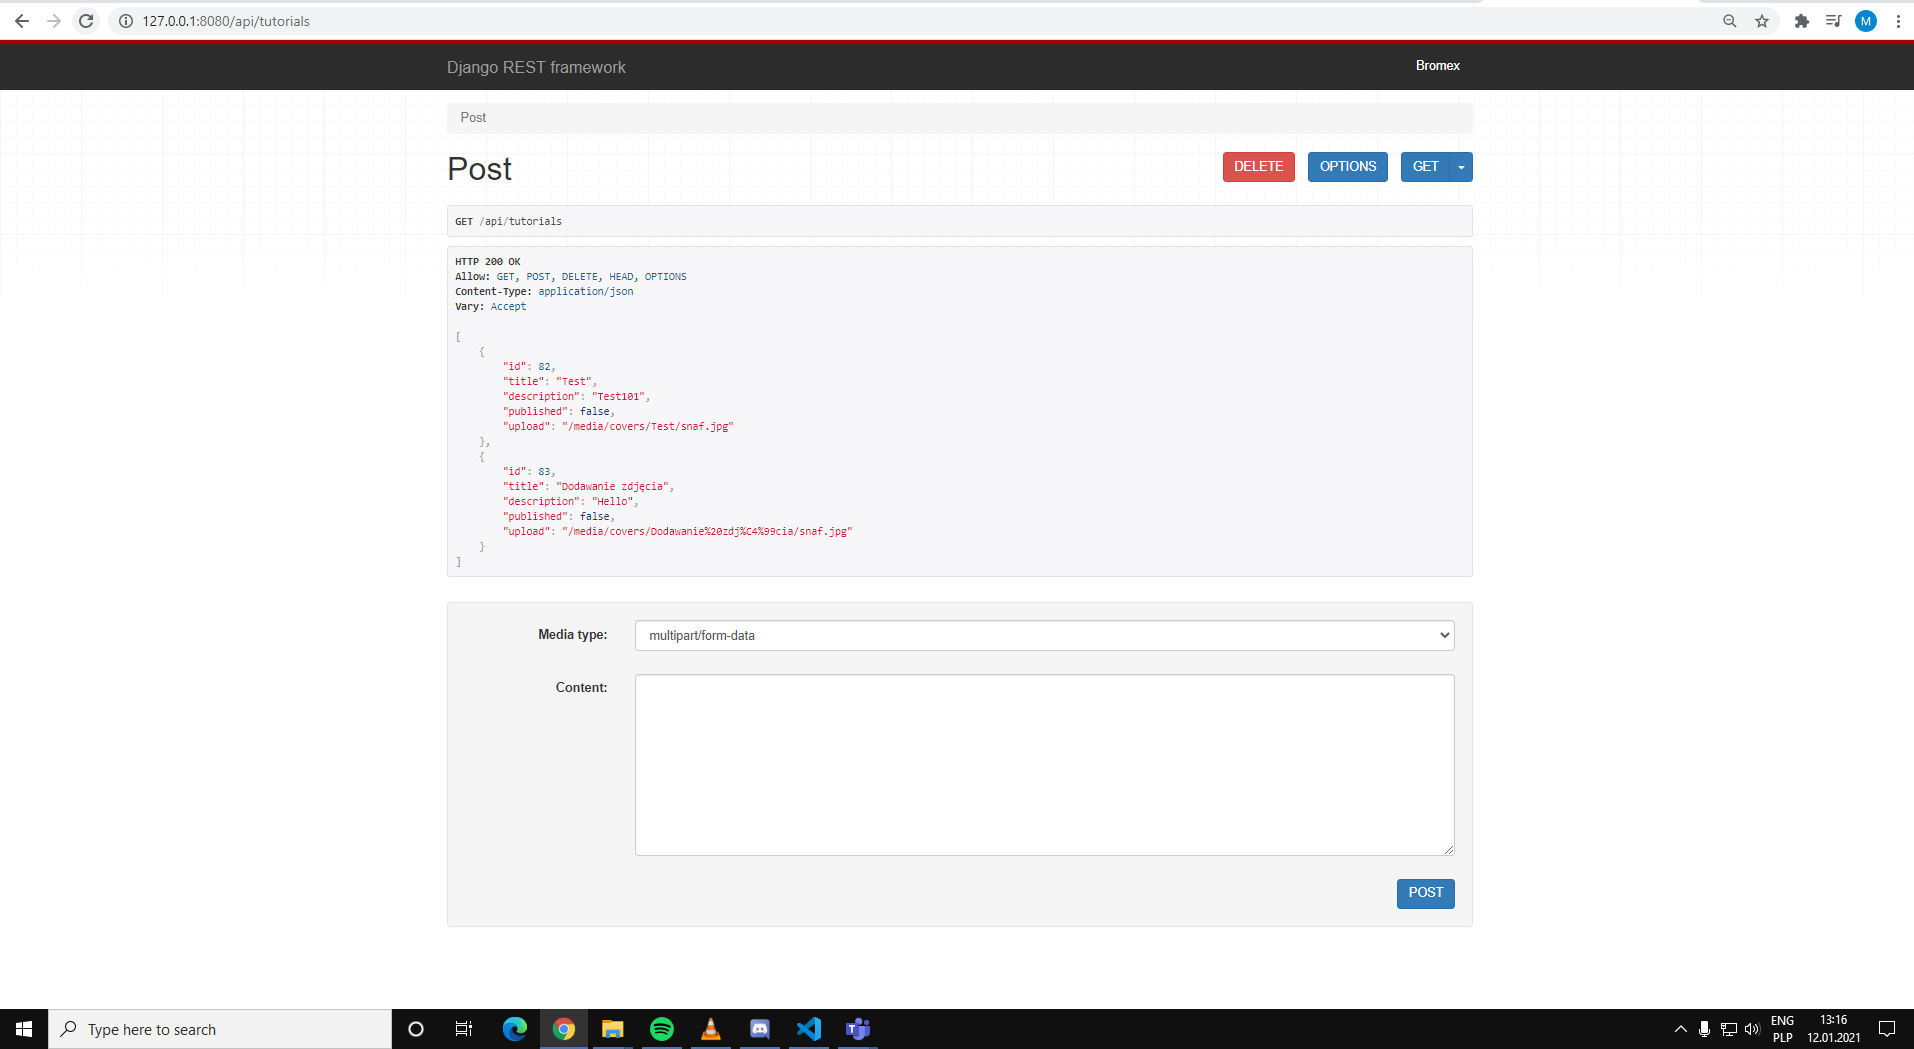 127.0.0.1:8080/api/tutorials
M
Django REST framework
Bromex
Post
Post
DELETE
OPTIONS
GET
GET /api/tutorials
HTTP 200 OK
Allow: GET, POST, DELETE, HEAD, OPTIONS
Content-Type: application/json
Vary: Accept
[
{
"id": 82,
"title": "Test",
"description": "Test101",
"published": false,
"upload": "/media/covers/Test/snaf.jpg"
},
{
"id": 83,
"title": "Dodawanie zdjęcia",
"description": "Hello",
"published": false,
"upload": "/media/covers/Dodawanie%20zdj%C4%99cia/snaf.jpg"
}
]
Media type:
multipart/form-data
Content:
POST
Type here to search
ENG
PLP
13:16
12.01.2021